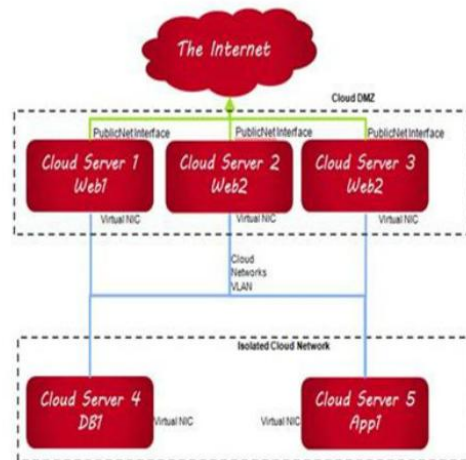 The Internet
Cloud DMZ
PublicNet Interface
PublicNet Interface
PublicNet Interface
Cloud Server 1
Web1
Cloud Server 2
Web2
Cloud Server 3
Web2
Virtual NIC
Virtual NIC
Virtual NIC
Cloud
Networks
VLAN
Isolated Cloud Network
Cloud Server 4
DB1
Virtual NIC
Virtual NIC
Cloud Server 5
App1